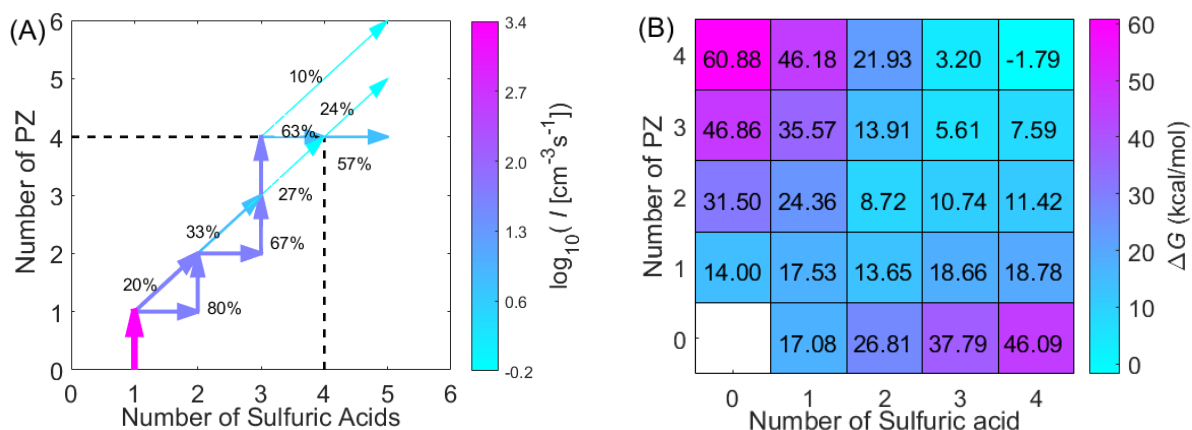 (A)
Number of PZ
6
5
4
3
2
1
0
0 1 2 3 4 5 6
Number of Sulfuric Acids
10%
24%
63%
57%
27%
33%
67%
20%
80%
3.4
2.7
2.0
1.3
0.6
-0.2
log10( I [cm-3s-1])
(B)
Number of PZ
4 60.88 46.18 21.93 3.20 -1.79
3 46.86 35.57 13.91 5.61 7.59
2 31.50 24.36 8.72 10.74 11.42
1 14.00 17.53 13.65 18.66 18.78
0 17.08 26.81 37.79 46.09
0 1 2 3 4
Number of Sulfuric acid
60
50
40
30
20
10
0
ΔG (kcal/mol)